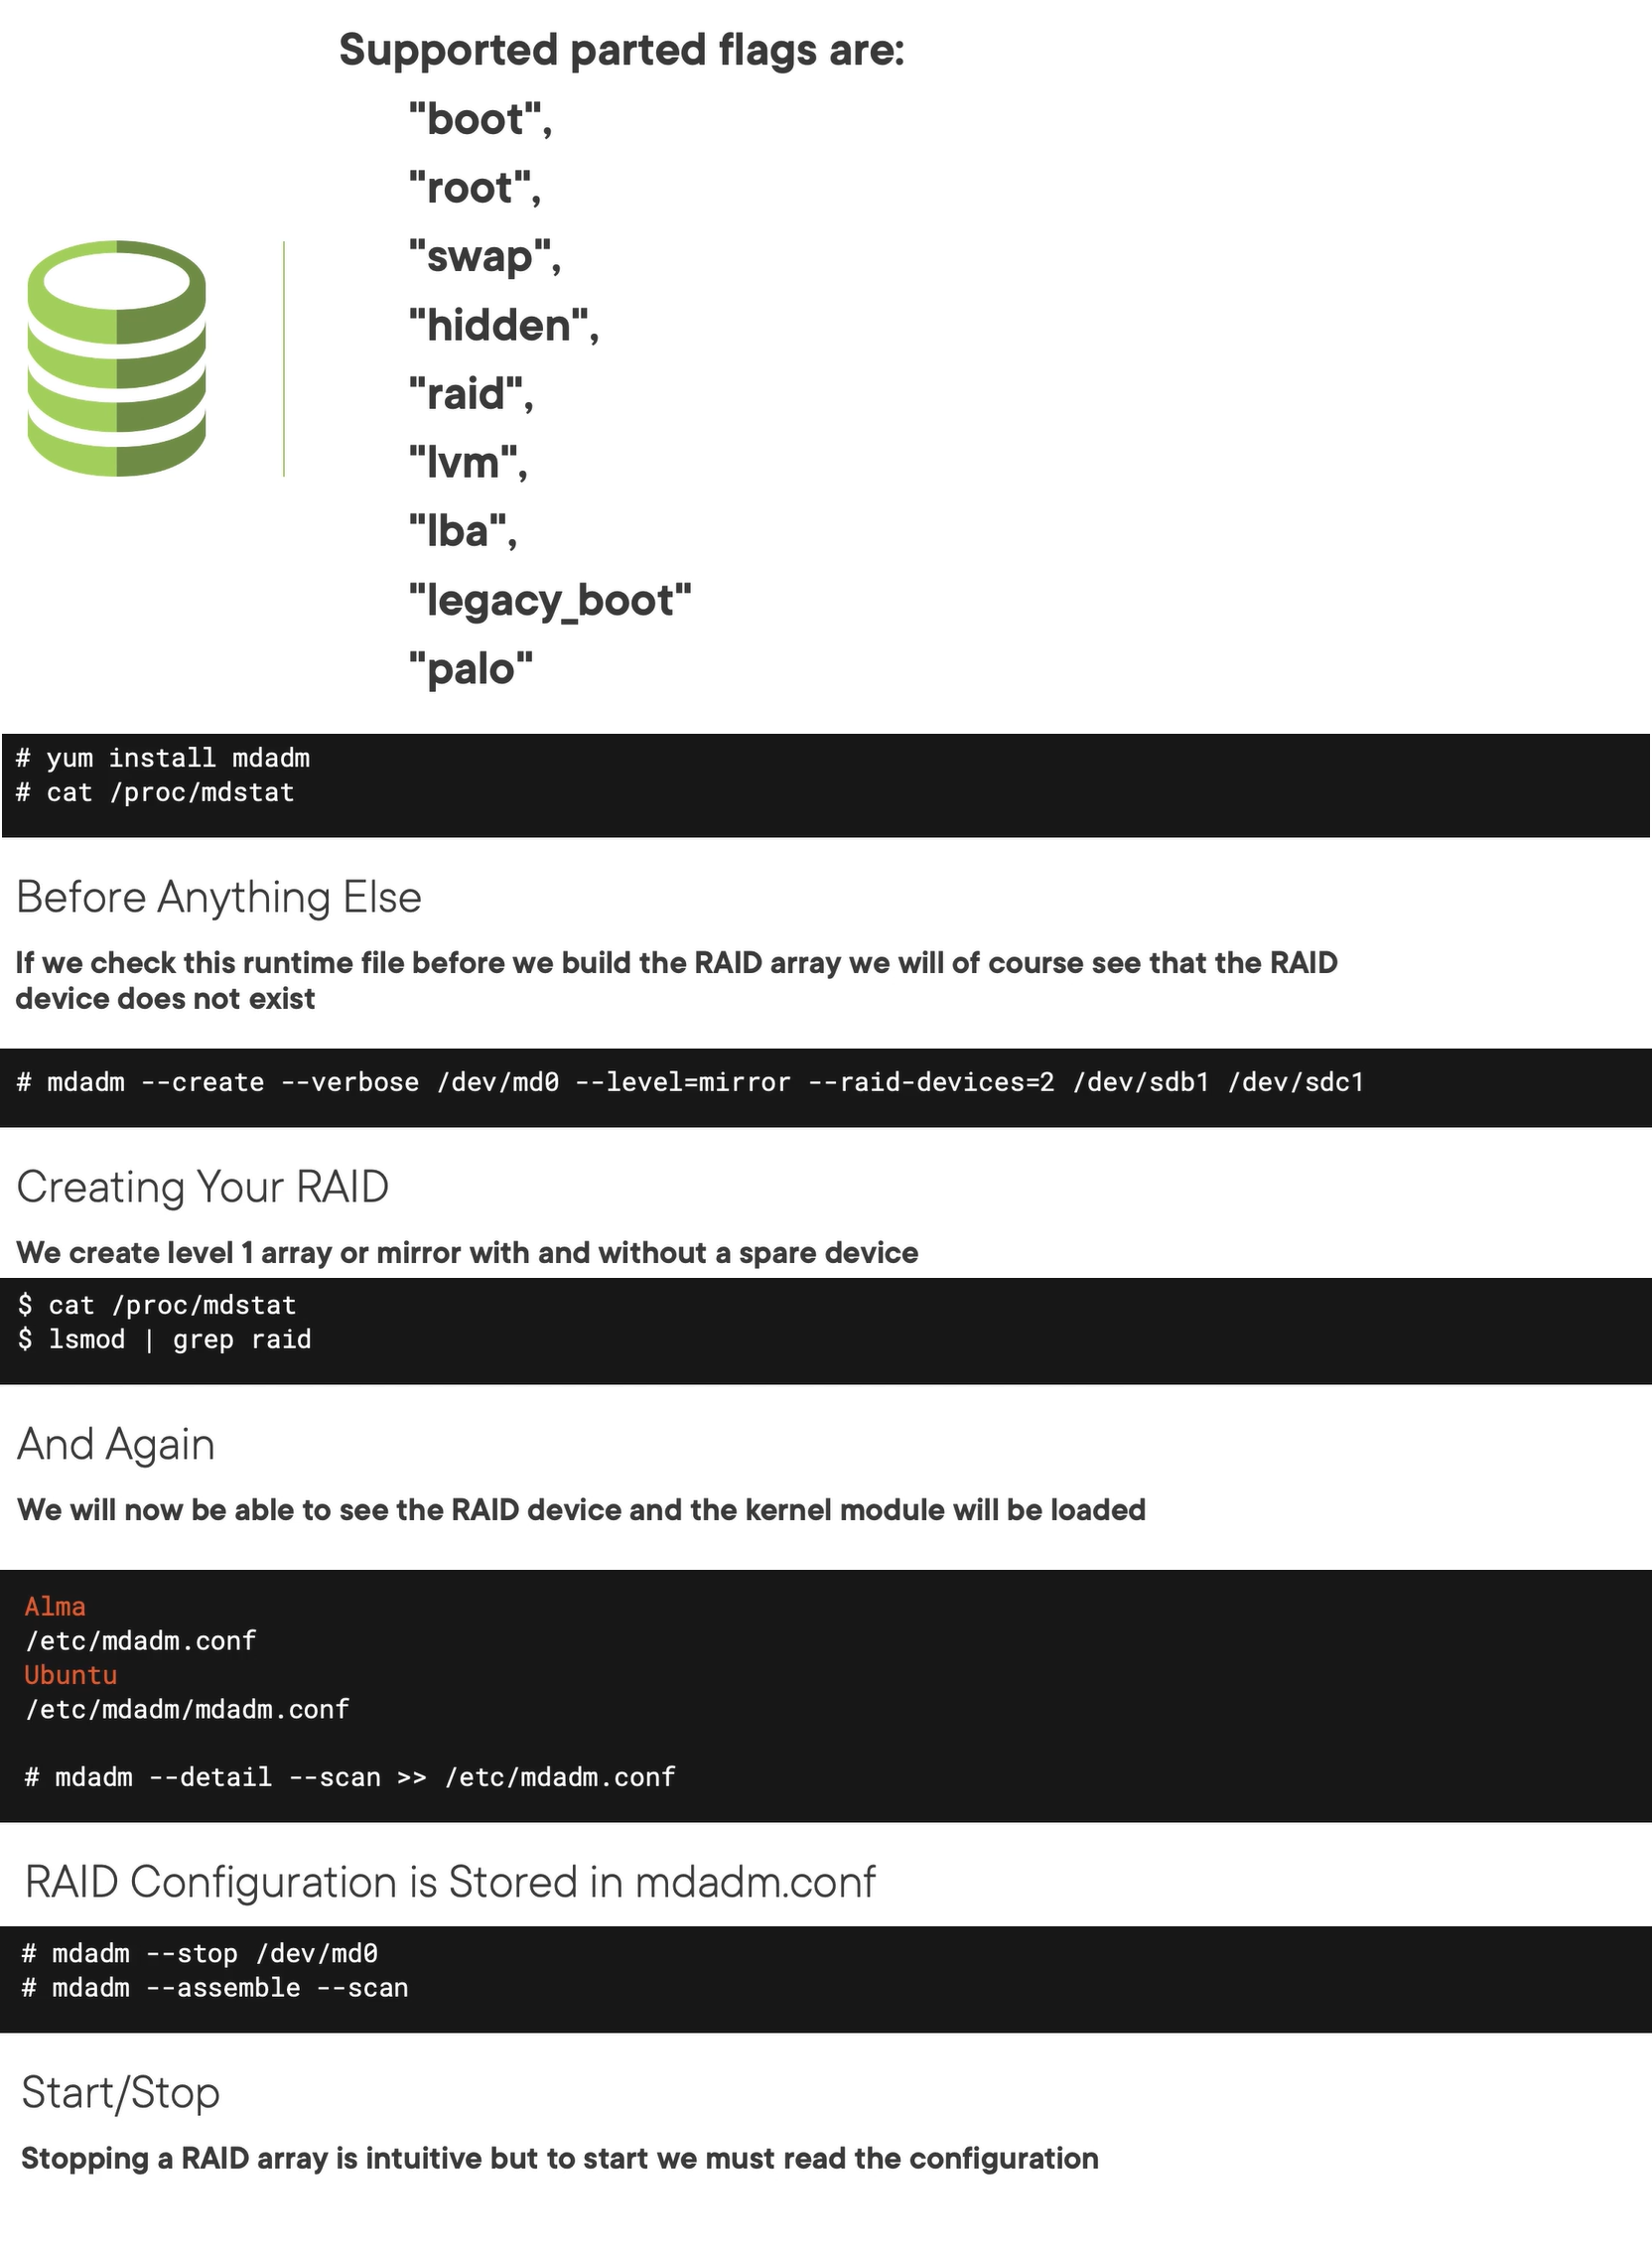 Supported parted flags are:
"boot",
"root",
"swap",
"hidden",
"raid",
"lvm",
"lba",
"legacy_boot"
"palo"
# yum install mdadm
# cat /proc/mdstat
Before Anything Else
If we check this runtime file before we build the RAID array we will of course see that the RAID
device does not exist
# mdadm --create --verbose /dev/md0 --level=mirror --raid-devices=2 /dev/sdb1 /dev/sdc1
Creating Your RAID
We create level 1 array or mirror with and without a spare device
$ cat /proc/mdstat
$ lsmod | grep raid
And Again
We will now be able to see the RAID device and the kernel module will be loaded
Alma
/etc/mdadm.conf
Ubuntu
/etc/mdadm/mdadm.conf
# mdadm --detail --scan >> /etc/mdadm.conf
RAID Configuration is Stored in mdadm.conf
# mdadm --stop /dev/md0
# mdadm --assemble --scan
Start/Stop
Stopping a RAID array is intuitive but to start we must read the configuration